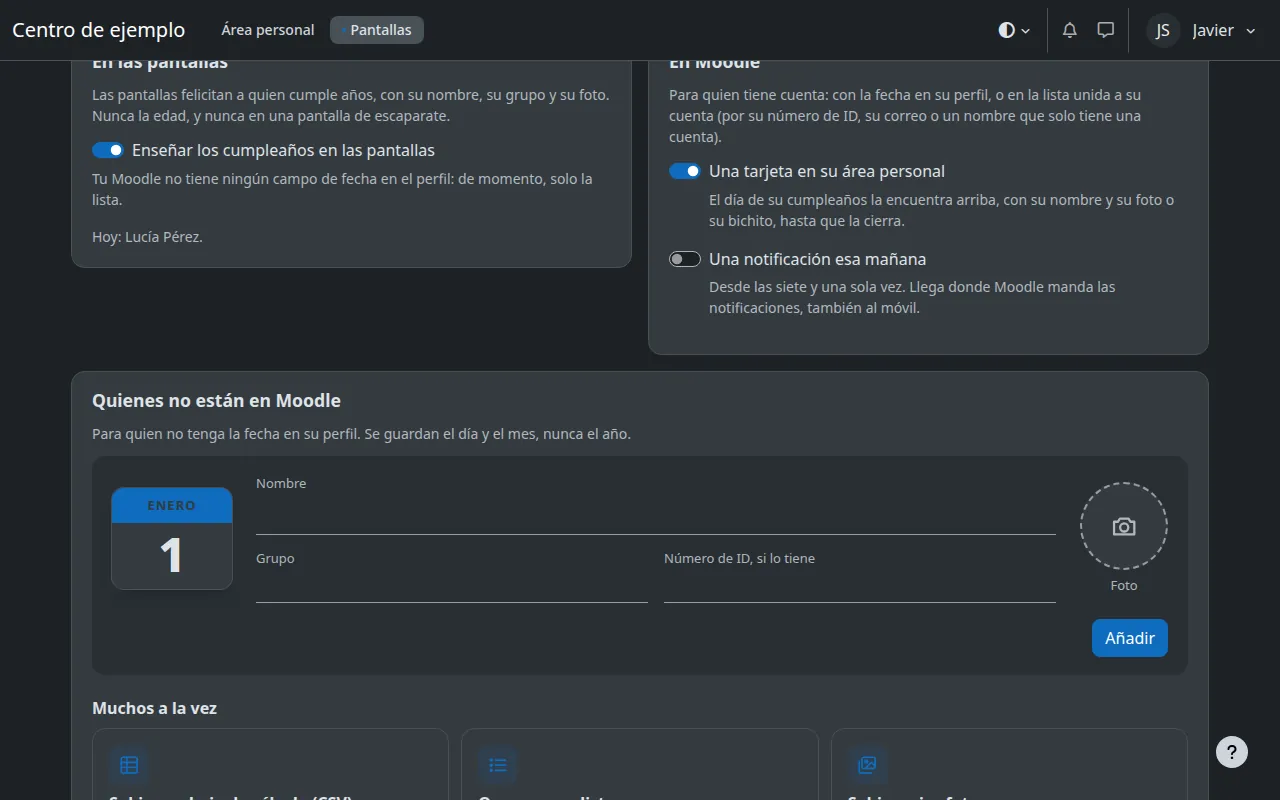 Centro de ejemplo
Área personal
Pantallas
JS
Javier
En las pantallas
Las pantallas felicitan a quien cumple años, con su nombre, su grupo y su foto.
Nunca la edad, y nunca en una pantalla de escaparate.
Enseñar los cumpleaños en las pantallas
Tu Moodle no tiene ningún campo de fecha en el perfil: de momento, solo la
lista.
Hoy: Lucía Pérez.
En Moodle
Para quien tiene cuenta: con la fecha en su perfil, o en la lista unida a su
cuenta (por su número de ID, su correo o un nombre que solo tiene una
cuenta).
Una tarjeta en su área personal
El día de su cumpleaños la encuentra arriba, con su nombre y su foto o
su bichito, hasta que la cierra.
Una notificación esa mañana
Desde las siete y una sola vez. Llega donde Moodle manda las
notificaciones, también al móvil.
Quienes no están en Moodle
Para quien no tenga la fecha en su perfil. Se guardan el día y el mes, nunca el año.
ENERO
1
Nombre
Grupo
Número de ID, si lo tiene
Foto
Añadir
Muchos a la vez
?